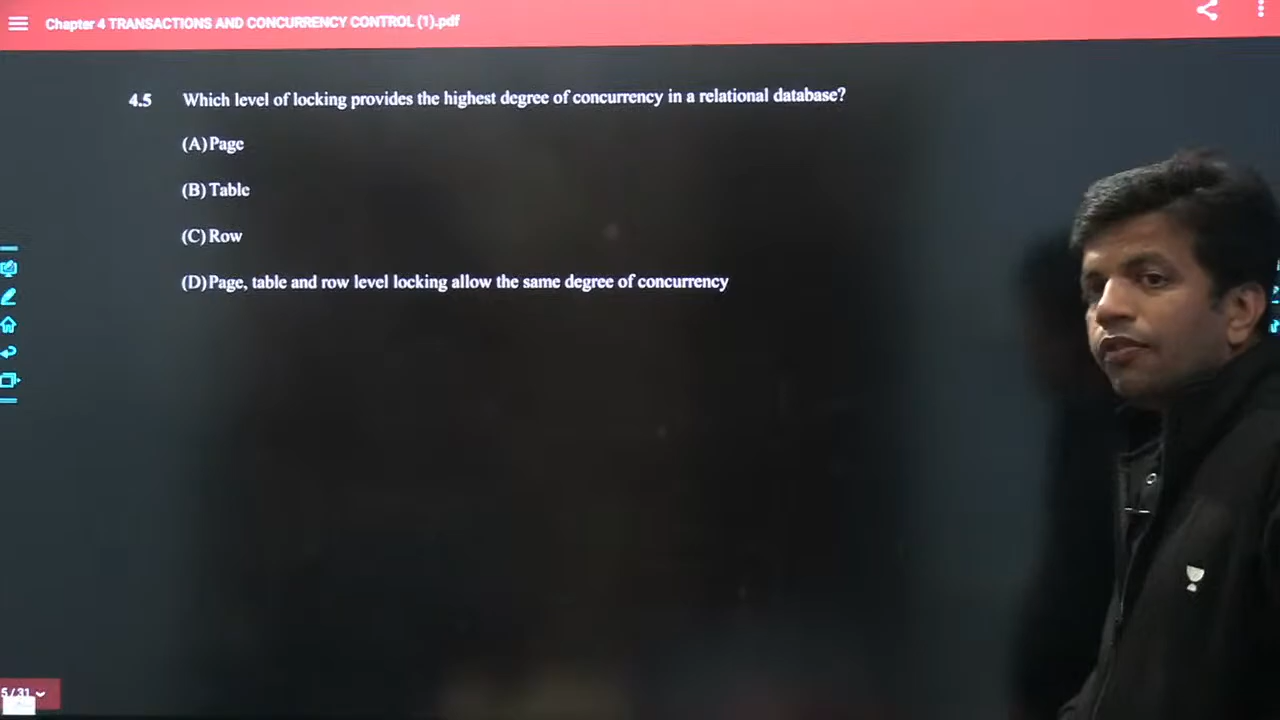 Chapter 4 TRANSACTIONS AND CONCURRENCY CONTROL (1).pdf
4.5 Which level of locking provides the highest degree of concurrency in a relational database?
(A) Page
(B) Table
(C) Row
(D) Page, table and row level locking allow the same degree of concurrency
5/31